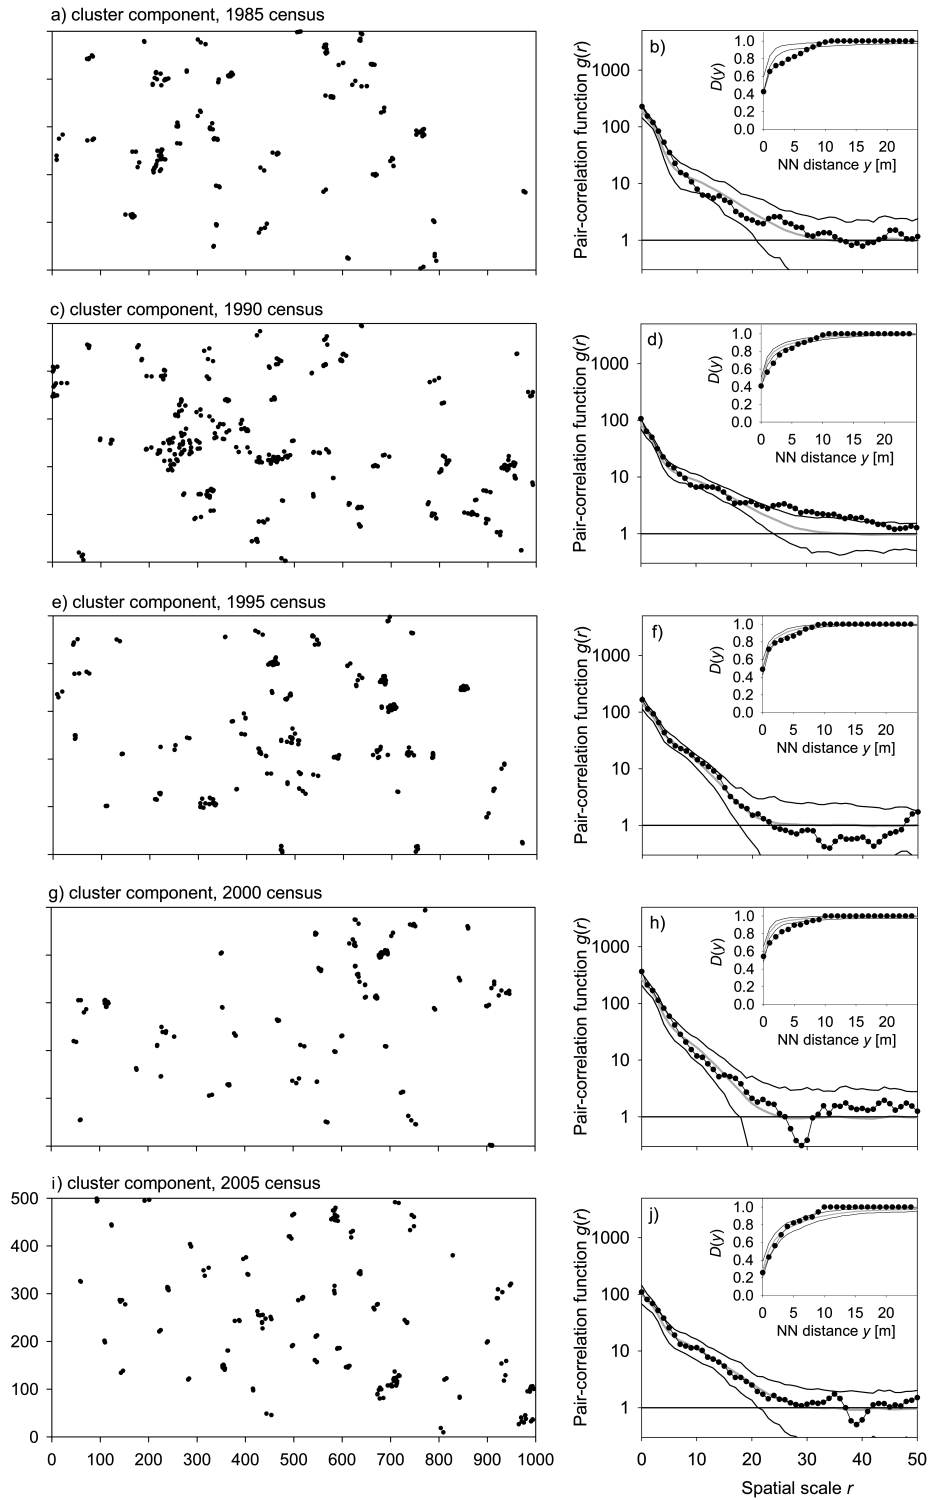 a) cluster component, 1985 census
b)
Pair-correlation function g(r)
1000
100
10
1
D(y)
1.0
0.8
0.6
0.4
0.2
0.0
0 5 10 15 20
NN distance y [m]
c) cluster component, 1990 census
d)
Pair-correlation function g(r)
1000
100
10
1
D(y)
1.0
0.8
0.6
0.4
0.2
0.0
0 5 10 15 20
NN distance y [m]
e) cluster component, 1995 census
f)
Pair-correlation function g(r)
1000
100
10
1
D(y)
1.0
0.8
0.6
0.4
0.2
0.0
0 5 10 15 20
NN distance y [m]
g) cluster component, 2000 census
h)
Pair-correlation function g(r)
1000
100
10
1
D(y)
1.0
0.8
0.6
0.4
0.2
0.0
0 5 10 15 20
NN distance y [m]
i) cluster component, 2005 census
500
400
300
200
100
0
0 100 200 300 400 500 600 700 800 900 1000
j)
Pair-correlation function g(r)
1000
100
10
1
D(y)
1.0
0.8
0.6
0.4
0.2
0.0
0 5 10 15 20
NN distance y [m]
0 10 20 30 40 50
Spatial scale r